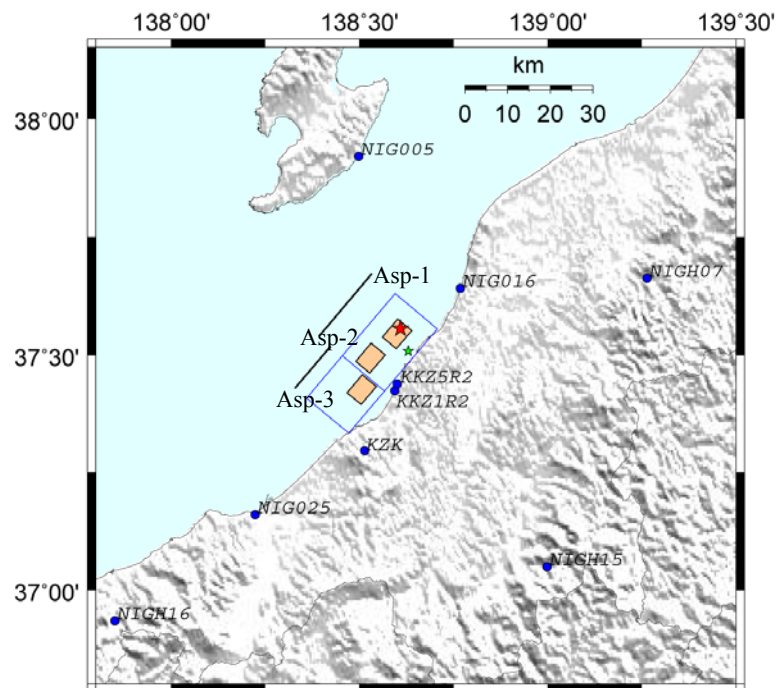 138°00' 138°30' 139°00' 139°30'
km
0 10 20 30
38°00'
NIG005
Asp-1
NIG016
NIGH07
Asp-2
37°30'
KKZ5R2
Asp-3
KKZ1R2
KZK
NIG025
NIGH15
37°00'
NIGH16